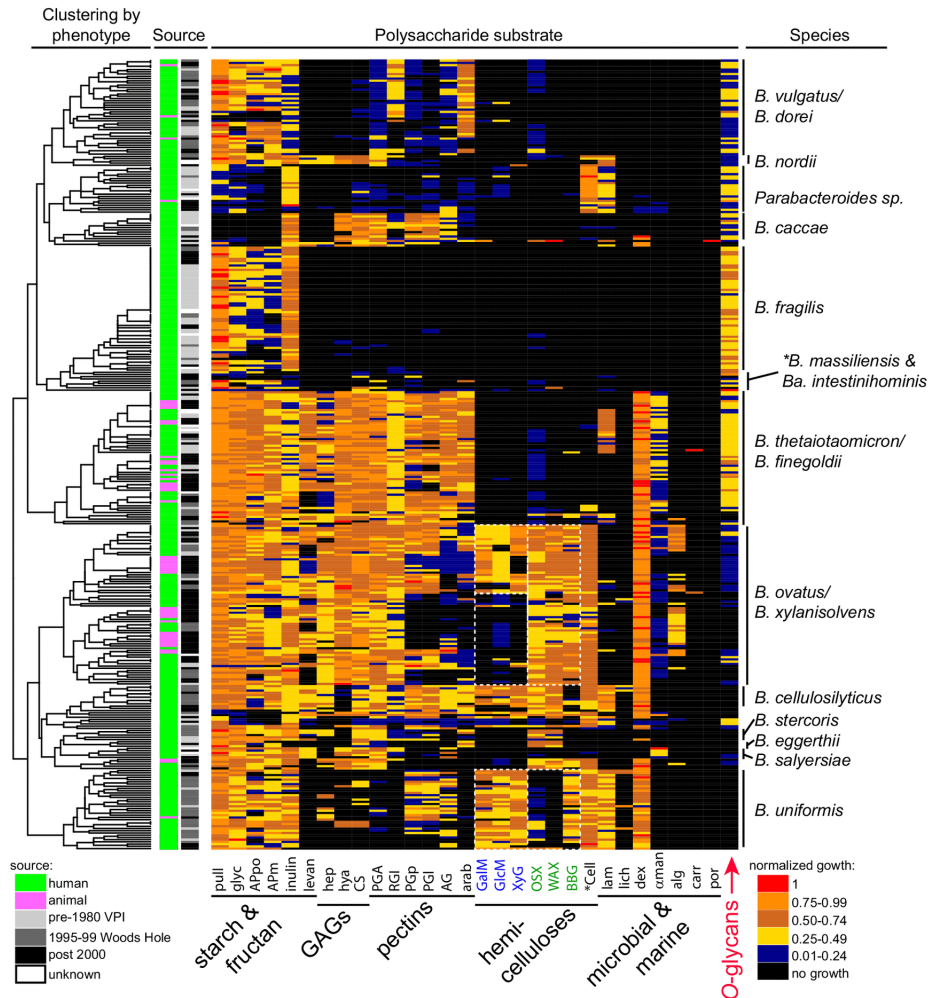 Clustering by
phenotype
Source
Polysaccharide substrate
Species
B. vulgatus/
B. dorei
B. nordii
Parabacteroides sp.
B. caccae
B. fragilis
*B. massiliensis &
Ba. intestinihominis
B. thetaiotaomicron/
B. finegoldii
B. ovatus/
B. xylanisolvens
B. cellulosilyticus
B. stercoris
B. eggerthii
B. salyersiae
B. uniformis
source:
human
animal
pre-1980 VPI
1995-99 Woods Hole
post 2000
unknown
pull
glyc
APpo
APm
inulin
levan
hep
hya
CS
PGA
RGI
PGp
PGl
AG
arab
GalM
GlcM
XyG
OSX
WAX
BBG
*Cell
lam
lich
dex
αman
alg
carr
por
O-glycans
starch &
fructan
GAGs
pectins
hemi-
celluloses
microbial &
marine
normalized growth:
1
0.75-0.99
0.50-0.74
0.25-0.49
0.01-0.24
no growth